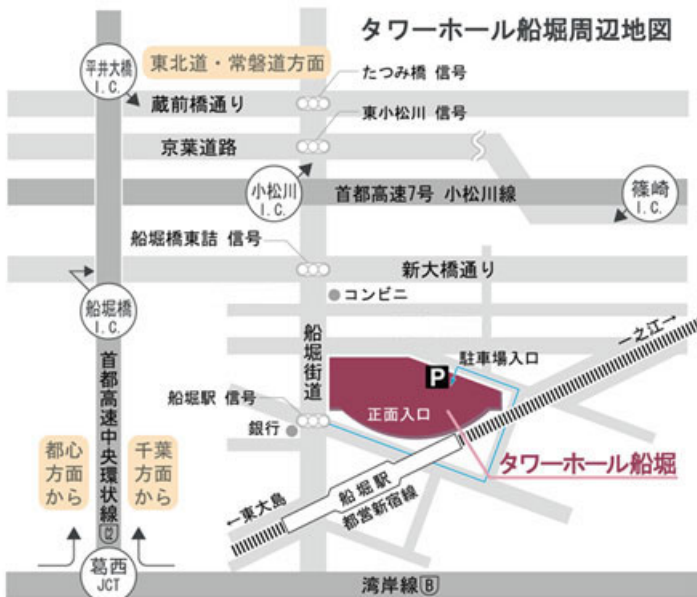 タワーホール船堀周辺地図
平井大橋
I.C.
東北道・常磐道方面
たつみ橋 信号
蔵前橋通り
東小松川 信号
京葉道路
小松川
I.C.
首都高速7号 小松川線
篠崎
I.C.
船堀橋東詰 信号
新大橋通り
コンビニ
船堀橋
I.C.
船堀街道
一之江→
駐車場入口
P
船堀駅 信号
正面入口
銀行
首都高速中央環状線
C2
タワーホール船堀
都心
方面
から
千葉
方面
から
船堀駅
都営新宿線
←東大島
葛西
JCT
湾岸線 B